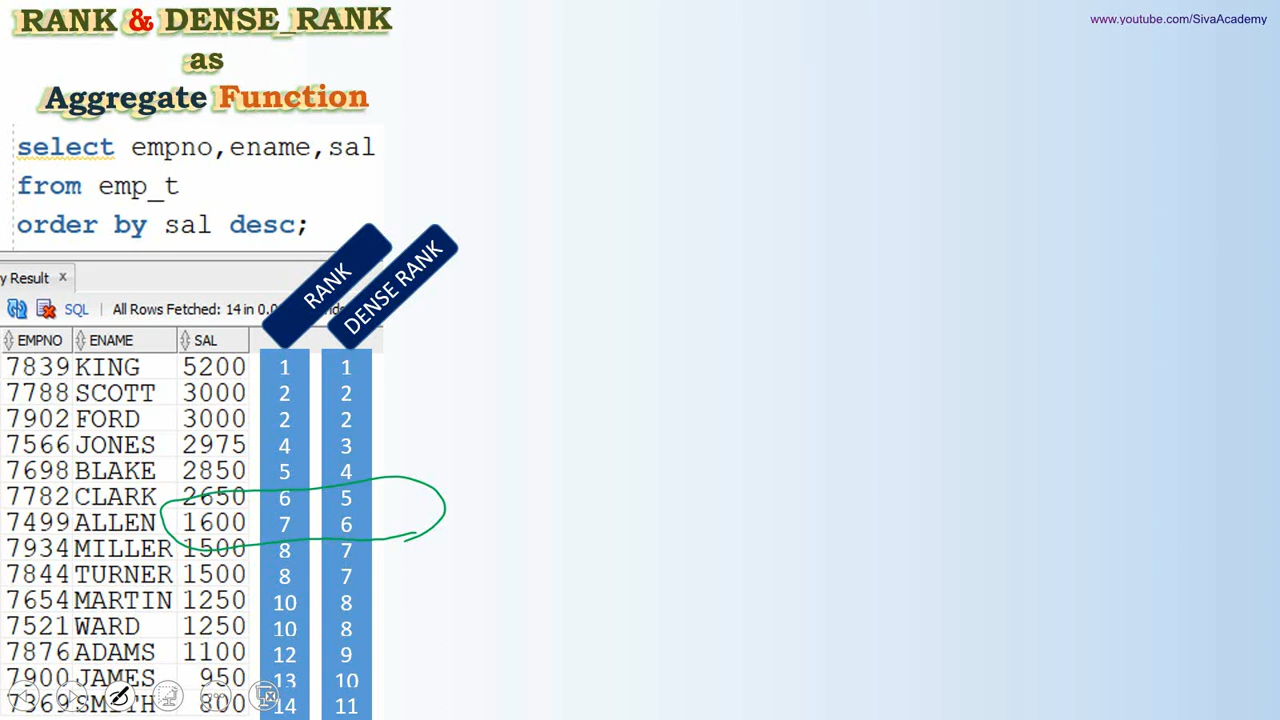 RANK & DENSE_RANK
as
Aggregate Function
www.youtube.com/SivaAcademy
select empno,ename,sal
from emp_t
order by sal desc;
RANK
DENSE RANK
y Result x
SQL | All Rows Fetched: 14 in 0.0
EMPNO ENAME SAL
7839 KING 5200 1 1
7788 SCOTT 3000 2 2
7902 FORD 3000 2 2
7566 JONES 2975 4 3
7698 BLAKE 2850 5 4
7782 CLARK 2650 6 5
7499 ALLEN 1600 7 6
7934 MILLER 1500 8 7
7844 TURNER 1500 8 7
7654 MARTIN 1250 10 8
7521 WARD 1250 10 8
7876 ADAMS 1100 12 9
7900 JAMES 950 13 10
7369 SMITH 800 14 11